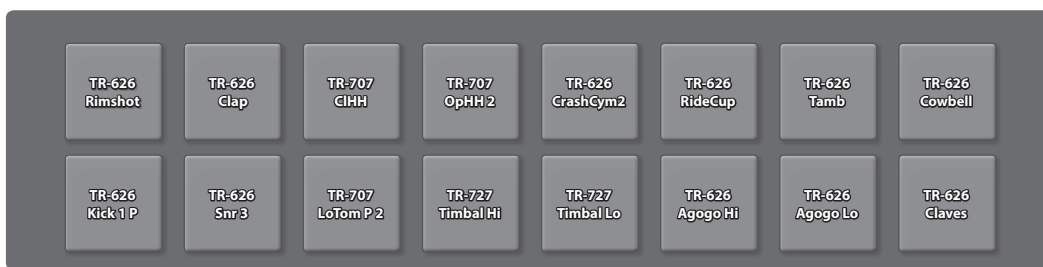 TR-626
Rimshot
TR-626
Clap
TR-707
ClHH
TR-707
OpHH 2
TR-626
CrashCym2
TR-626
RideCup
TR-626
Tamb
TR-626
Cowbell
TR-626
Kick 1 P
TR-626
Snr 3
TR-707
LoTom P 2
TR-727
Timbal Hi
TR-727
Timbal Lo
TR-626
Agogo Hi
TR-626
Agogo Lo
TR-626
Claves